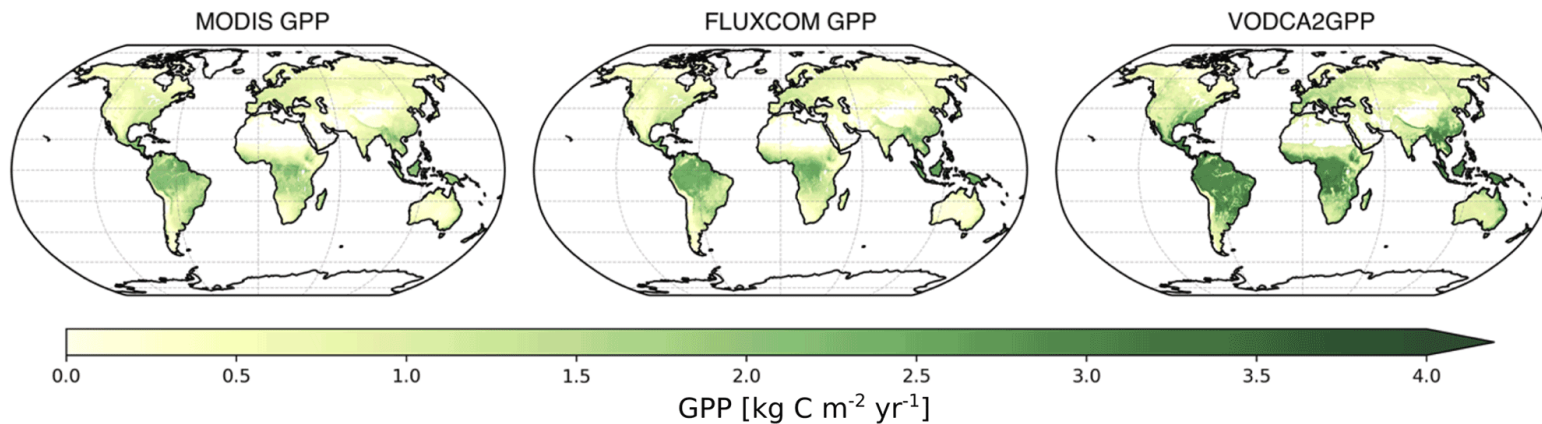 MODIS GPP FLUXCOM GPP VODCA2GPP
0.0 0.5 1.0 1.5 2.0 2.5 3.0 3.5 4.0
GPP [kg C m⁻² yr⁻¹]